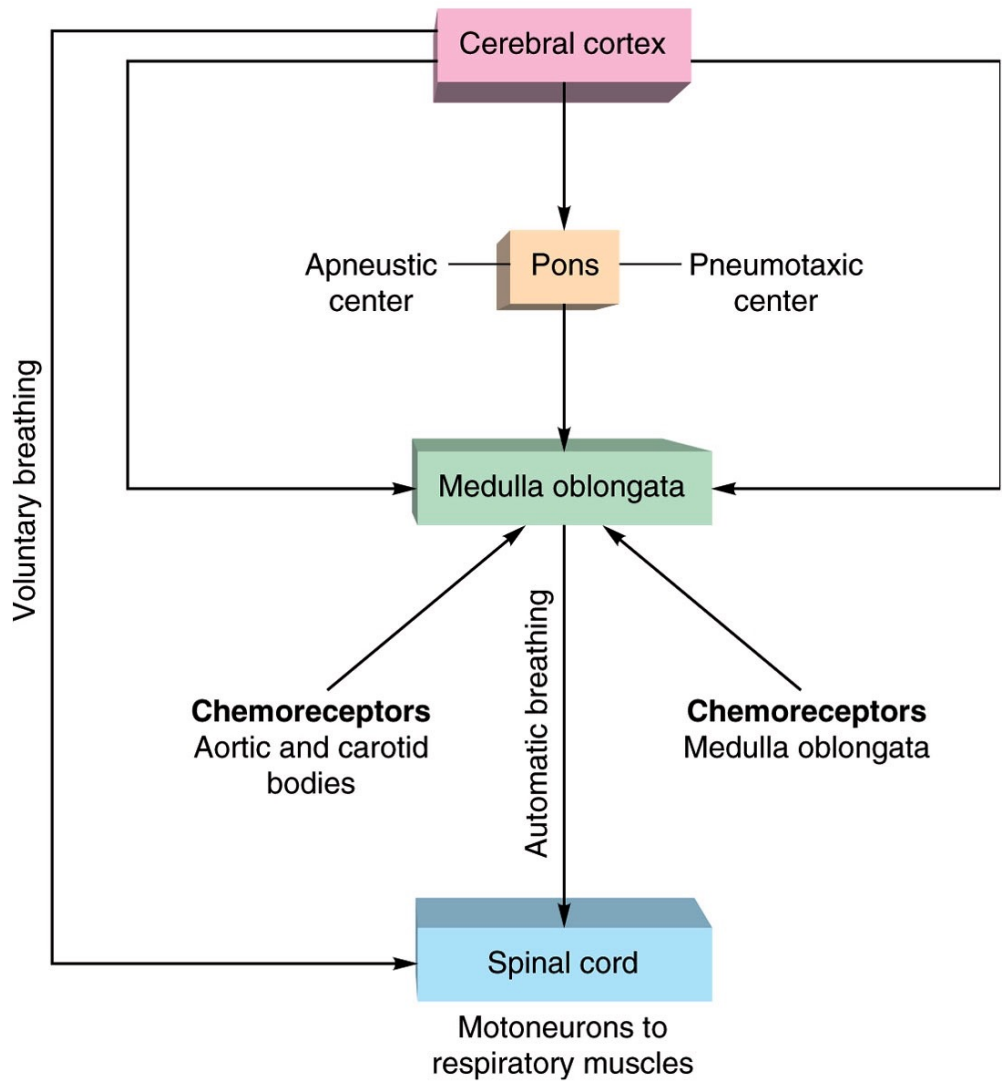 Cerebral cortex
Apneustic
center
Pons
Pneumotaxic
center
Voluntary breathing
Medulla oblongata
Chemoreceptors
Aortic and carotid
bodies
Automatic breathing
Chemoreceptors
Medulla oblongata
Spinal cord
Motoneurons to
respiratory muscles